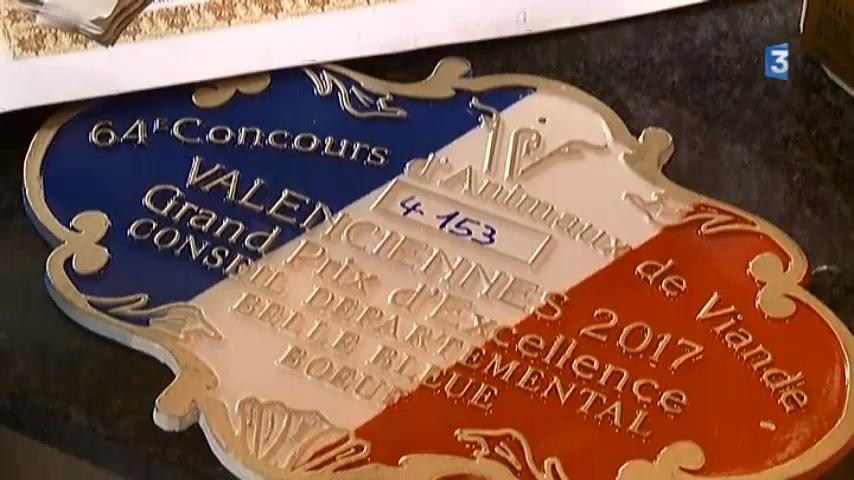 3
64E Concours d'Animaux de Viande
4-153
VALENCIENNES 2017
Grand Prix d'Excellence
CONSEIL DEPARTEMENTAL
BELLE BLEUE
BOEUF